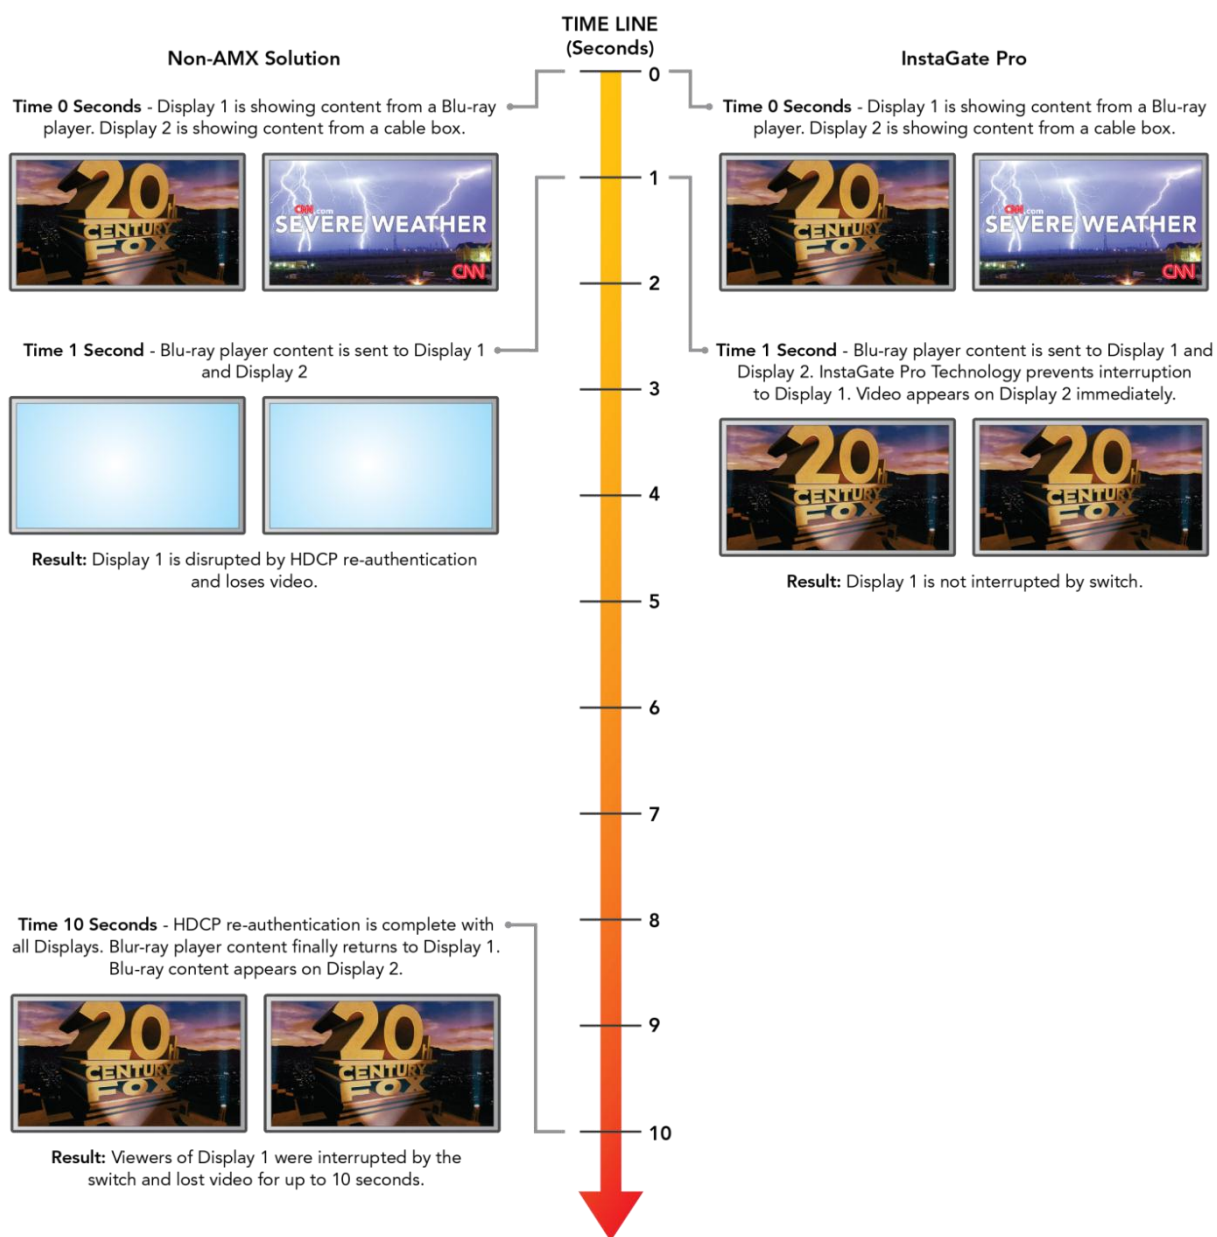 TIME LINE
(Seconds)
Non-AMX Solution
InstaGate Pro
0
Time 0 Seconds - Display 1 is showing content from a Blu-ray
player. Display 2 is showing content from a cable box.
Time 0 Seconds - Display 1 is showing content from a Blu-ray
player. Display 2 is showing content from a cable box.
20th
CENTURY
FOX
CNN.com
SEVERE WEATHER
CNN
20th
CENTURY
FOX
CNN.com
SEVERE WEATHER
CNN
1
2
Time 1 Second - Blu-ray player content is sent to Display 1
and Display 2
Time 1 Second - Blu-ray player content is sent to Display 1 and
Display 2. InstaGate Pro Technology prevents interruption
to Display 1. Video appears on Display 2 immediately.
3
20th
CENTURY
FOX
20th
CENTURY
FOX
4
Result: Display 1 is disrupted by HDCP re-authentication
and loses video.
Result: Display 1 is not interrupted by switch.
5
6
7
8
Time 10 Seconds - HDCP re-authentication is complete with
all Displays. Blur-ray player content finally returns to Display 1.
Blu-ray content appears on Display 2.
20th
CENTURY
FOX
20th
CENTURY
FOX
9
10
Result: Viewers of Display 1 were interrupted by the
switch and lost video for up to 10 seconds.